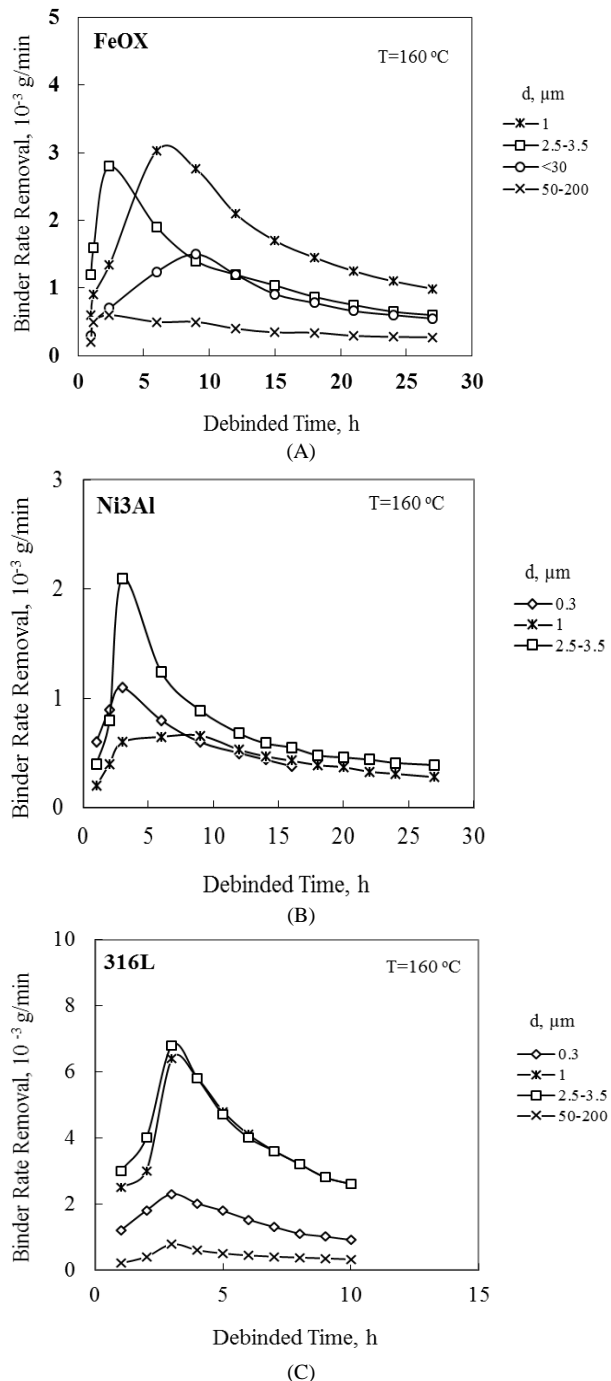 FeOX
T=160 ºC
5
4
3
2
1
0
Binder Rate Removal, 10⁻³ g/min
0 5 10 15 20 25 30
Debinded Time, h
d, µm
1
2.5-3.5
<30
50-200
(A)
Ni3Al
T=160 ºC
3
2
1
0
Binder Rate Removal, 10⁻³ g/min
0 5 10 15 20 25 30
Debinded Time, h
d, µm
0.3
1
2.5-3.5
(B)
316L
T=160 ºC
10
8
6
4
2
0
Binder Rate Removal, 10⁻³ g/min
0 5 10 15
Debinded Time, h
d, µm
0.3
1
2.5-3.5
50-200
(C)